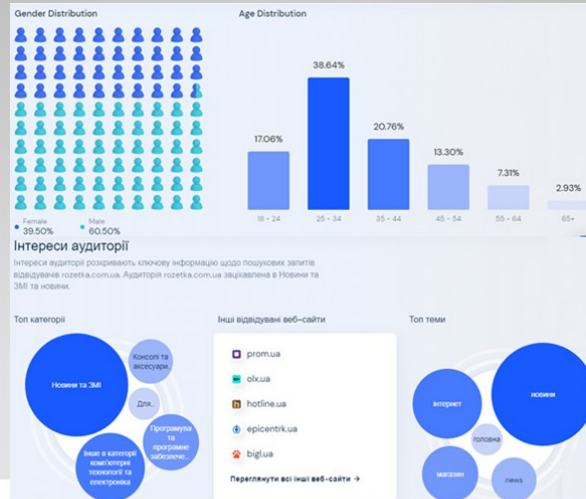 Gender Distribution
Female
39.50%
Male
60.50%
Age Distribution
17.06%
38.64%
20.76%
13.30%
7.31%
2.93%
18 - 24
25 - 34
35 - 44
45 - 54
55 - 64
65+
Інтереси аудиторії
Інтереси аудиторії розкривають ключову інформацію щодо пошукових запитів
відвідувачів rozetka.com.ua. Аудиторія rozetka.com.ua зацікавлена в Новини та
ЗМІ та новини.
Топ категорії
Новини та ЗМІ
Консолі та
аксесуари..
Для..
Програмува
та
програмне
забезпече..
Інше в категорії
комп'ютерні
технології та
електроніка
Інші відвідувані веб-сайти
prom.ua
olx.ua
hotline.ua
epicentrk.ua
bigl.ua
Переглянути всі інші веб-сайти →
Топ теми
інтернет
новини
головна
магазин
news